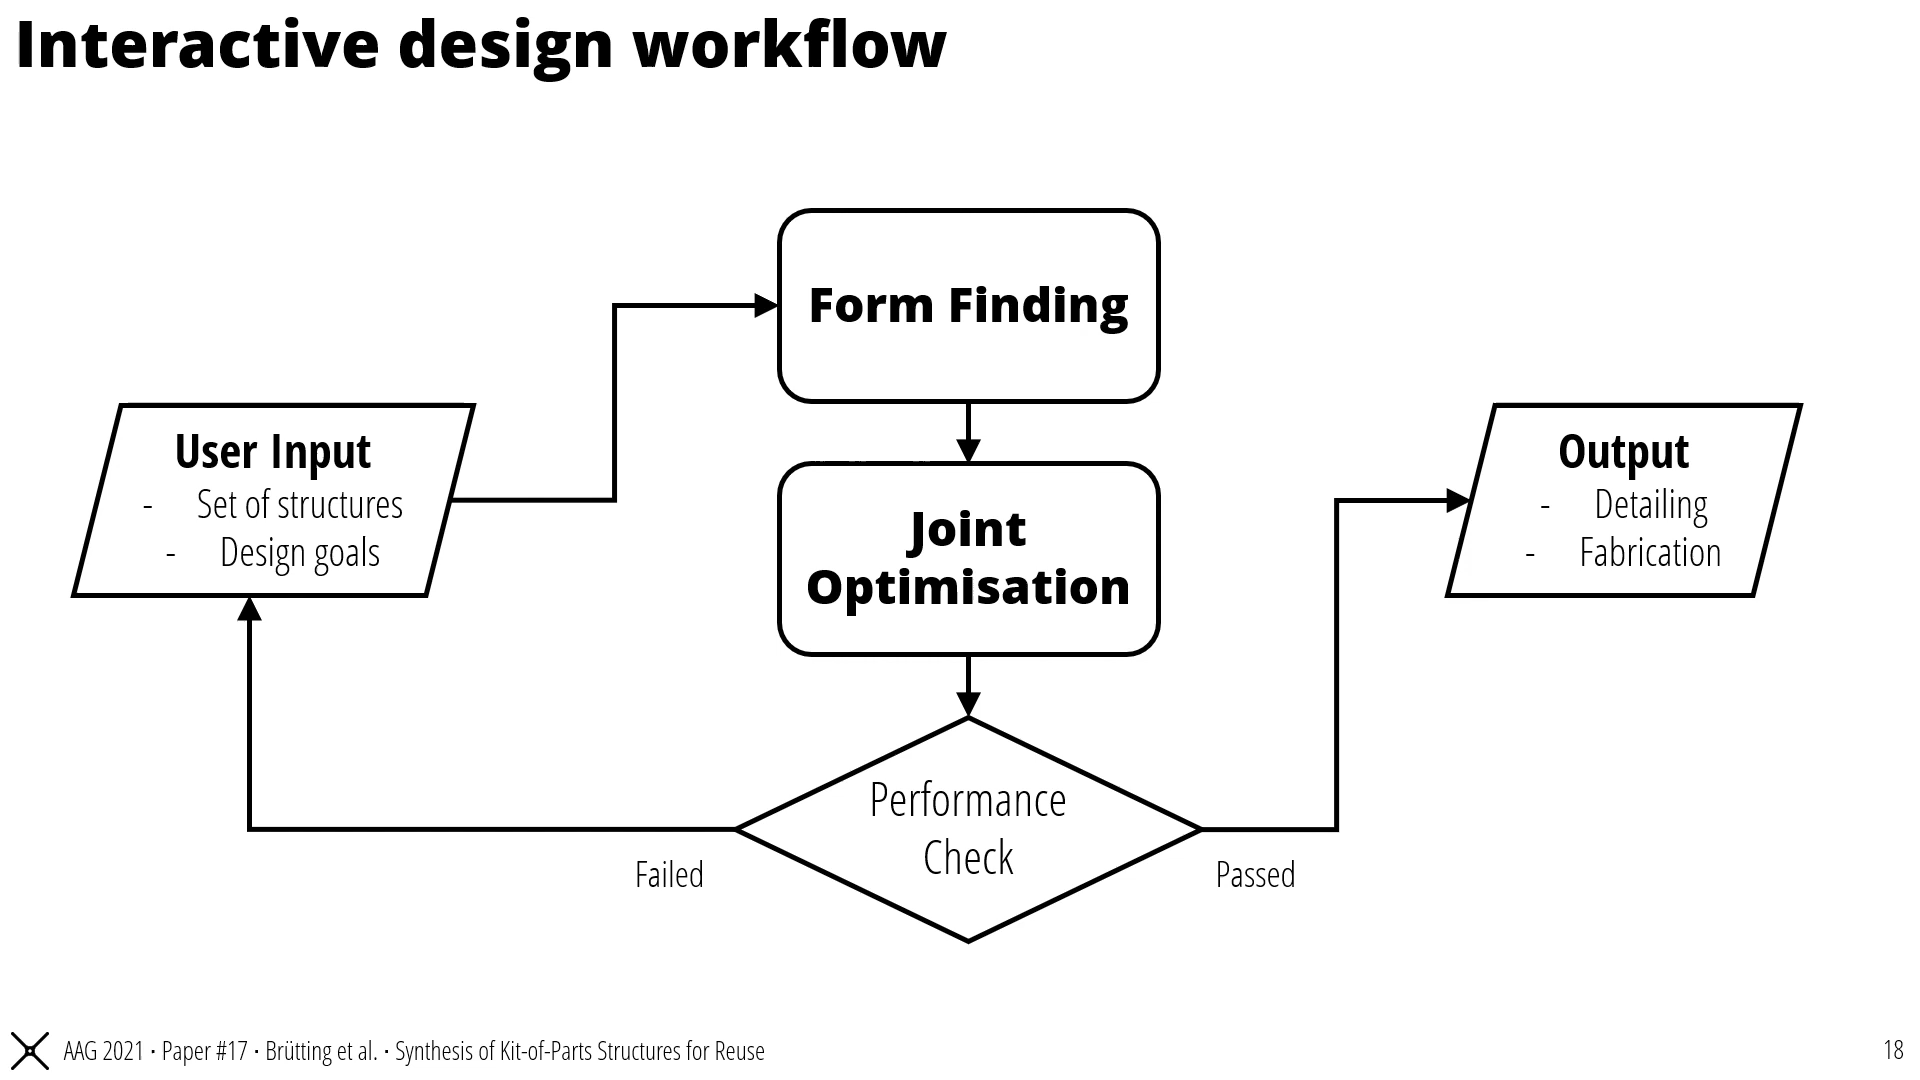 Interactive design workflow
Form Finding
User Input
- Set of structures
- Design goals
Joint
Optimisation
Output
- Detailing
- Fabrication
Performance
Check
Failed
Passed
AAG 2021 · Paper #17 · Brütting et al. · Synthesis of Kit-of-Parts Structures for Reuse
18